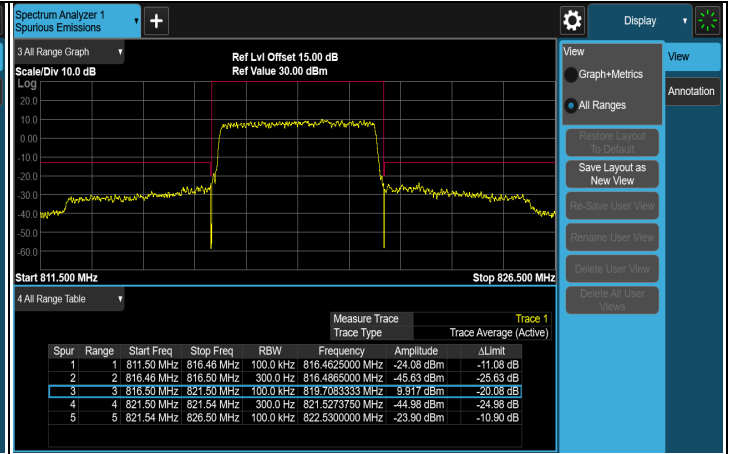 Spectrum Analyzer 1
Spurious Emissions
Display
3 All Range Graph
Ref Lvl Offset 15.00 dB
Scale/Div 10.0 dB
Ref Value 30.00 dBm
Log
20.0
10.0
0.00
-10.0
-20.0
-30.0
-40.0
-50.0
-60.0
Start 811.500 MHz
Stop 826.500 MHz
View
Graph+Metrics
All Ranges
Restore Layout
To Default
Save Layout as
New View
Re-Save User View
Rename User View
Delete User View
Delete All User
Views
View
Annotation
4 All Range Table
Measure Trace Trace 1
Trace Type Trace Average (Active)
Spur Range Start Freq Stop Freq RBW Frequency Amplitude ΔLimit
1 1 811.50 MHz 816.46 MHz 100.0 kHz 816.4625000 MHz -24.08 dBm -11.08 dB
2 2 816.46 MHz 816.50 MHz 300.0 Hz 816.4865000 MHz -45.63 dBm -25.63 dB
3 3 816.50 MHz 821.50 MHz 100.0 kHz 819.7083333 MHz 9.917 dBm -20.08 dB
4 4 821.50 MHz 821.54 MHz 300.0 Hz 821.5273750 MHz -44.98 dBm -24.98 dB
5 5 821.54 MHz 826.50 MHz 100.0 kHz 822.5300000 MHz -23.90 dBm -10.90 dB